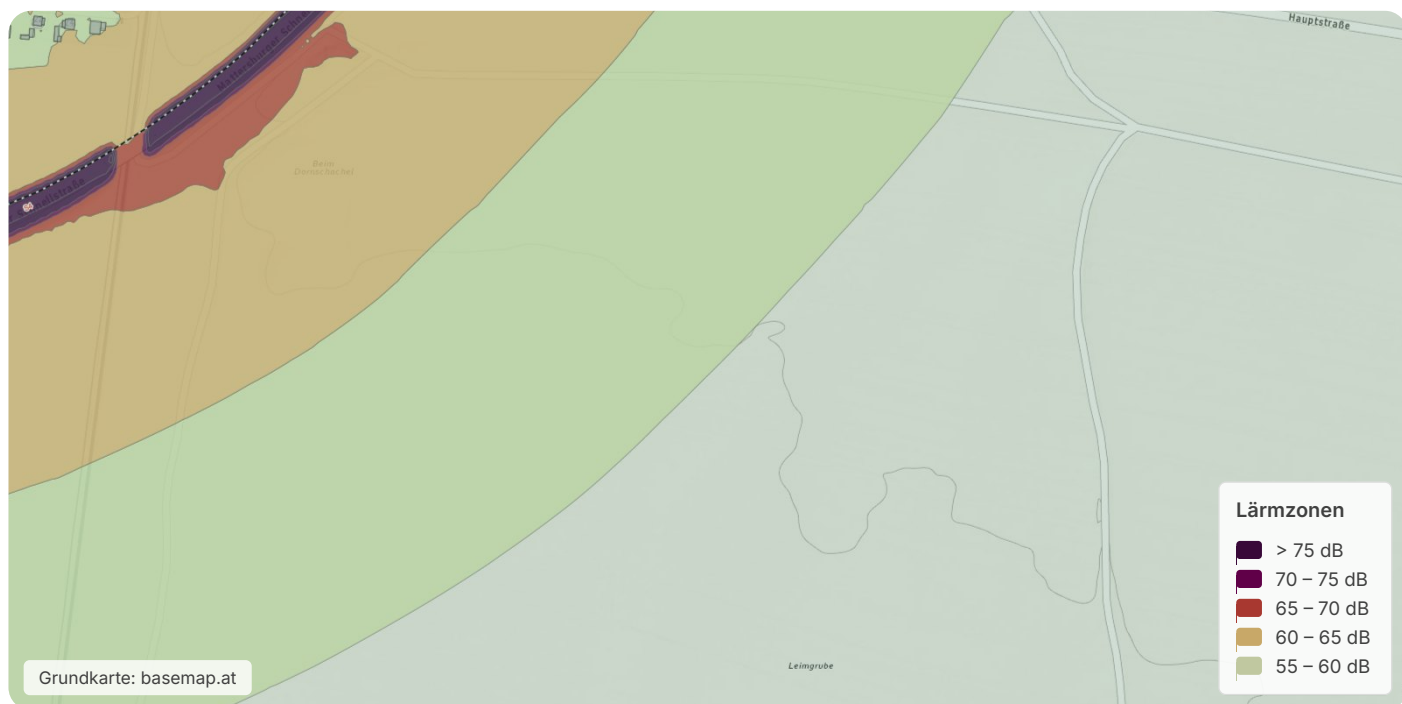 Hauptstraße
Beim
Leimgrube
Lärmzonen
> 75 dB
70 – 75 dB
65 – 70 dB
60 – 65 dB
55 – 60 dB
Grundkarte: basemap.at